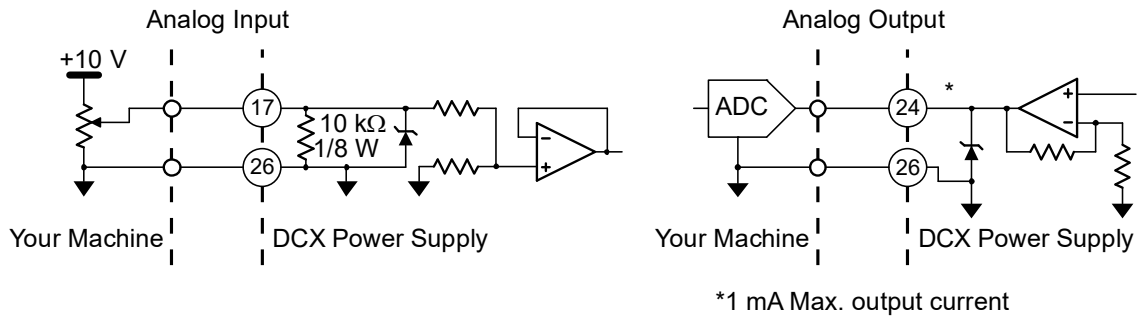 Analog Input
+10 V
17
10 kΩ
1/8 W
-
+
26
Your Machine
DCX Power Supply
Analog Output
ADC
24
*
+
-
26
Your Machine
DCX Power Supply
*1 mA Max. output current